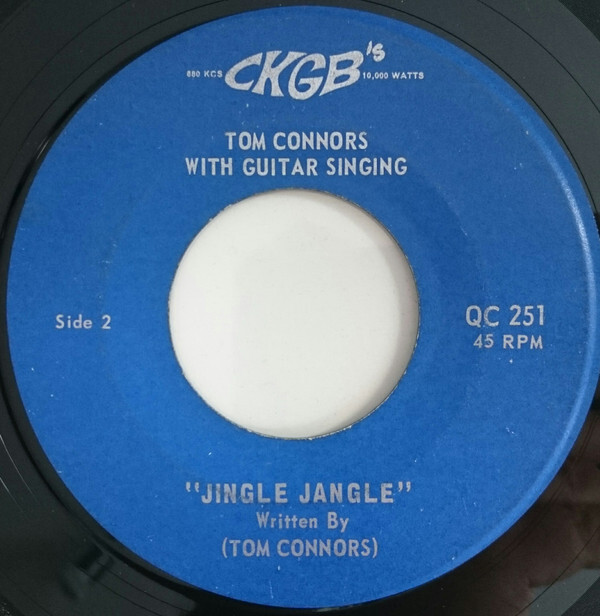 CKGB's
680 KCS 10,000 WATTS
TOM CONNORS
WITH GUITAR SINGING
Side 2
QC 251
45 RPM
"JINGLE JANGLE"
Written By
(TOM CONNORS)